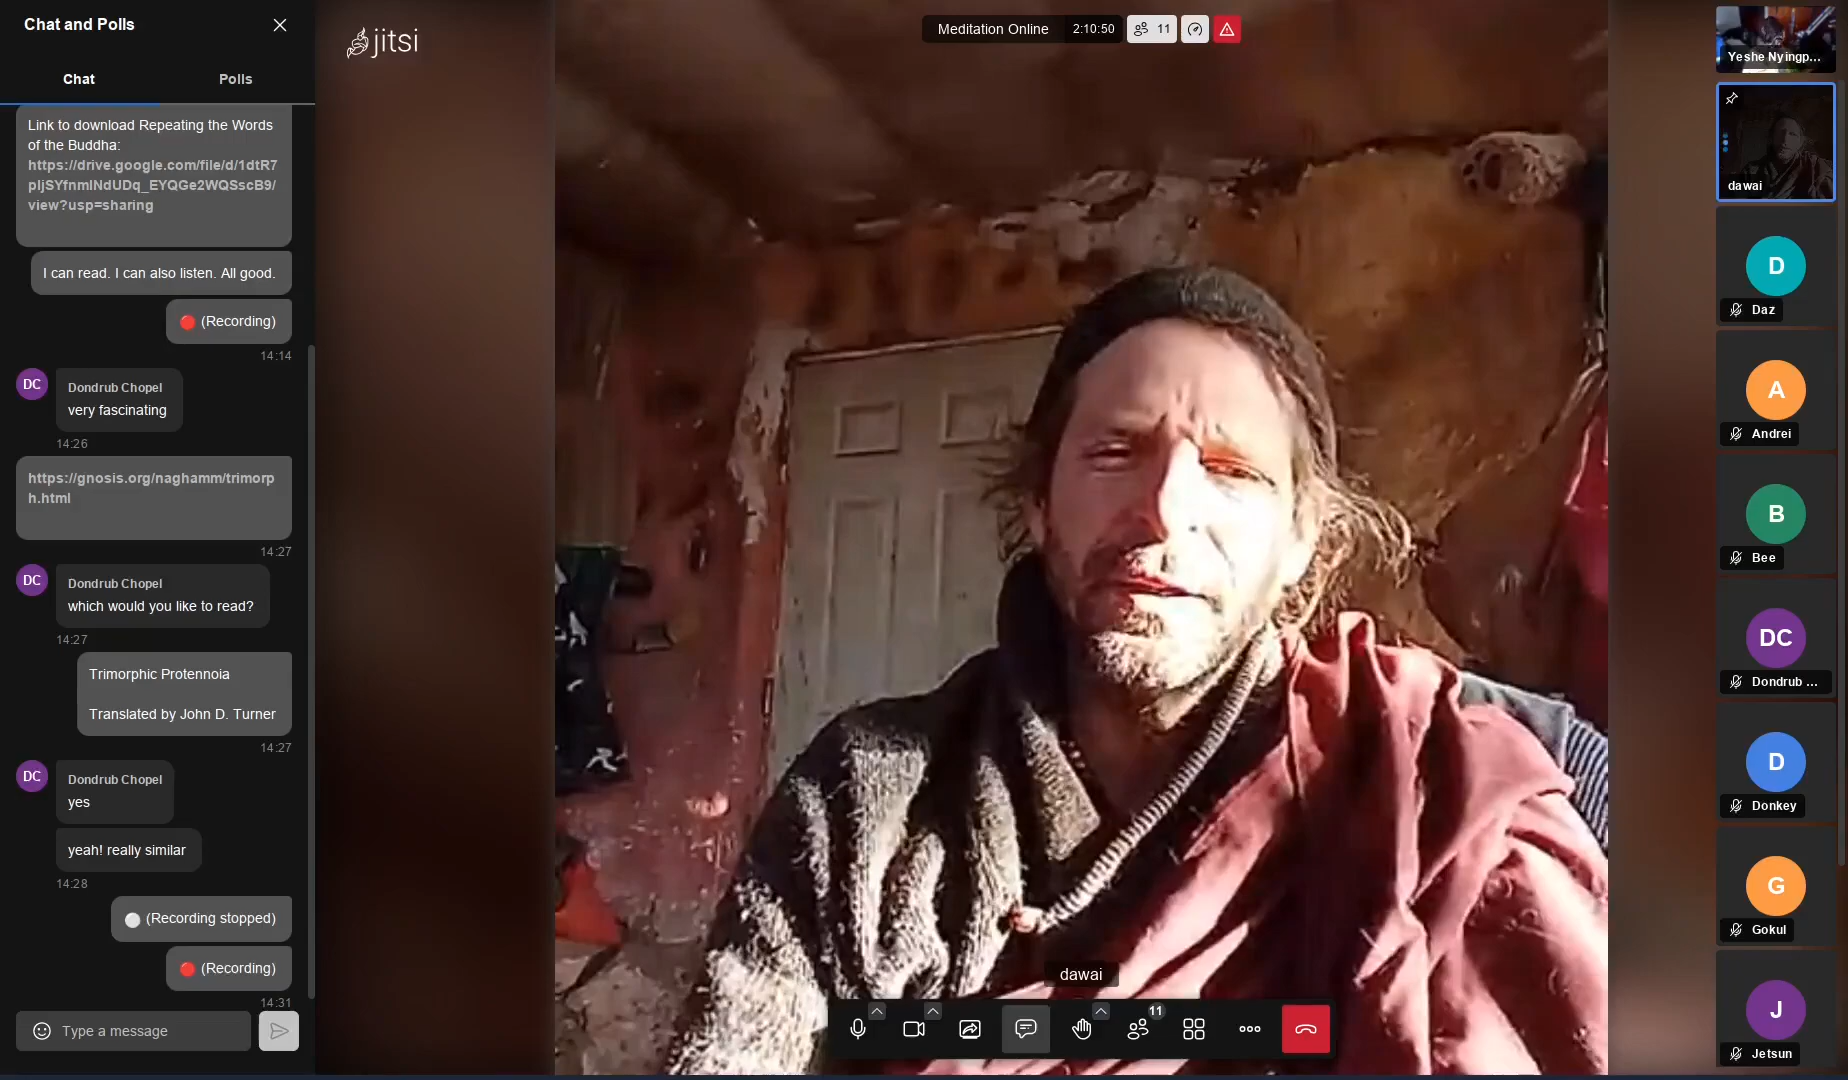 Chat and Polls
Chat
Polls
Link to download Repeating the Words
of the Buddha:
https://drive.google.com/file/d/1dtR7
view?usp=sharing
I can read. I can also listen. All good.
(Recording)
14:14
DC
Dondrub Chopel
very fascinating
14:26
https://gnosis.org/naghamm/trimorp
h.html
14:27
DC
Dondrub Chopel
which would you like to read?
14:27
Trimorphic Protennoia
Translated by John D. Turner
14:27
DC
Dondrub Chopel
yes
yeah! really similar
14:28
(Recording stopped)
(Recording)
14:31
Type a message
jitsi
Meditation Online
2:10:50
11
dawai
11
Yeshe Nyingp...
dawai
D
Daz
A
Andrei
B
Bee
DC
Dondrub ...
D
Donkey
G
Gokul
J
Jetsun